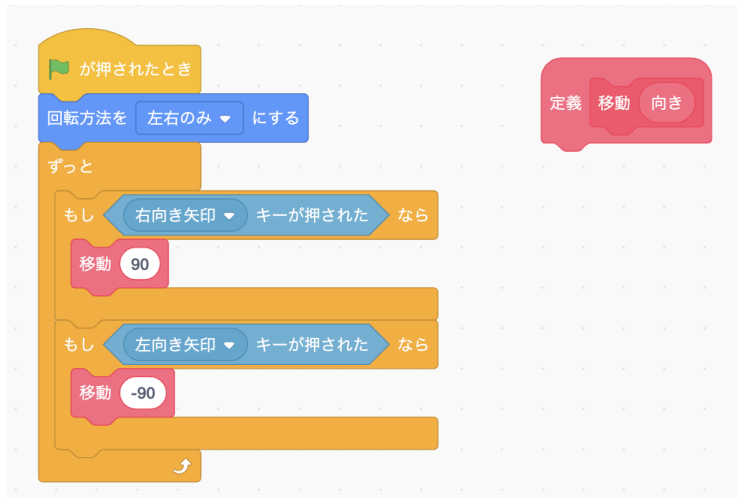 が押されたとき
回転方法を 左右のみ にする
ずっと
もし 右向き矢印 キーが押された なら
移動 90
もし 左向き矢印 キーが押された なら
移動 -90
定義 移動 向き